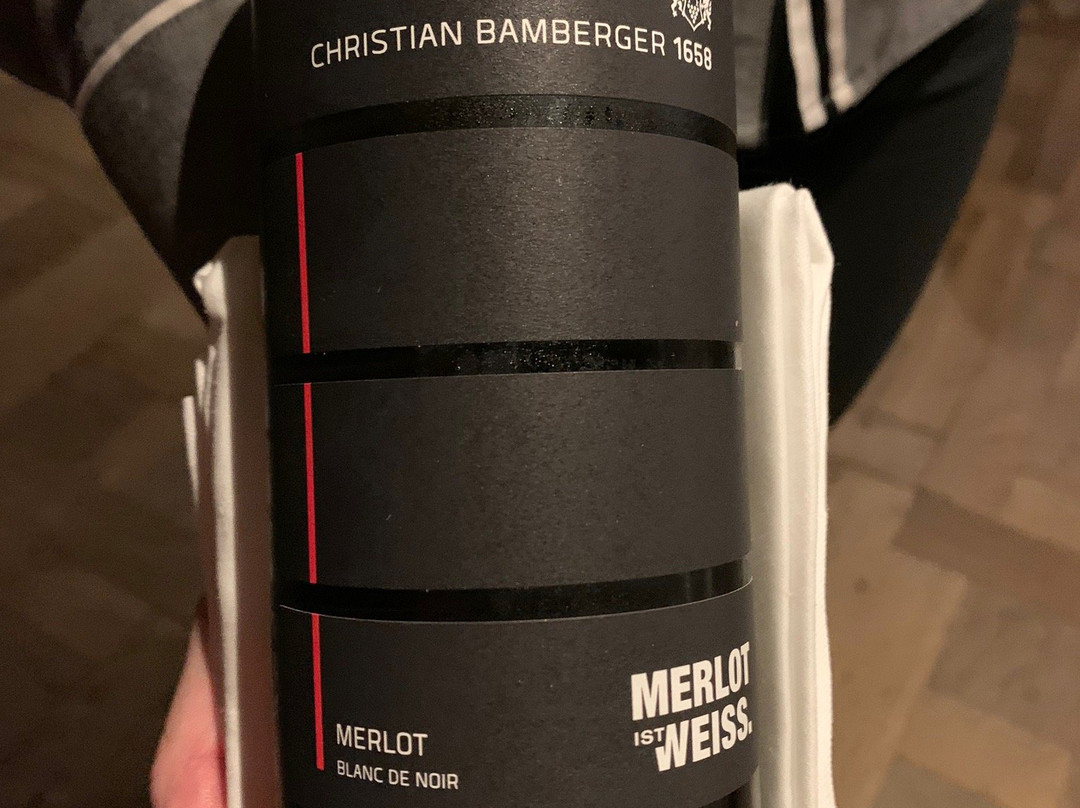 CHRISTIAN BAMBERGER 1658
MERLOT
BLANC DE NOIR
MERLOT
IST WEISS.